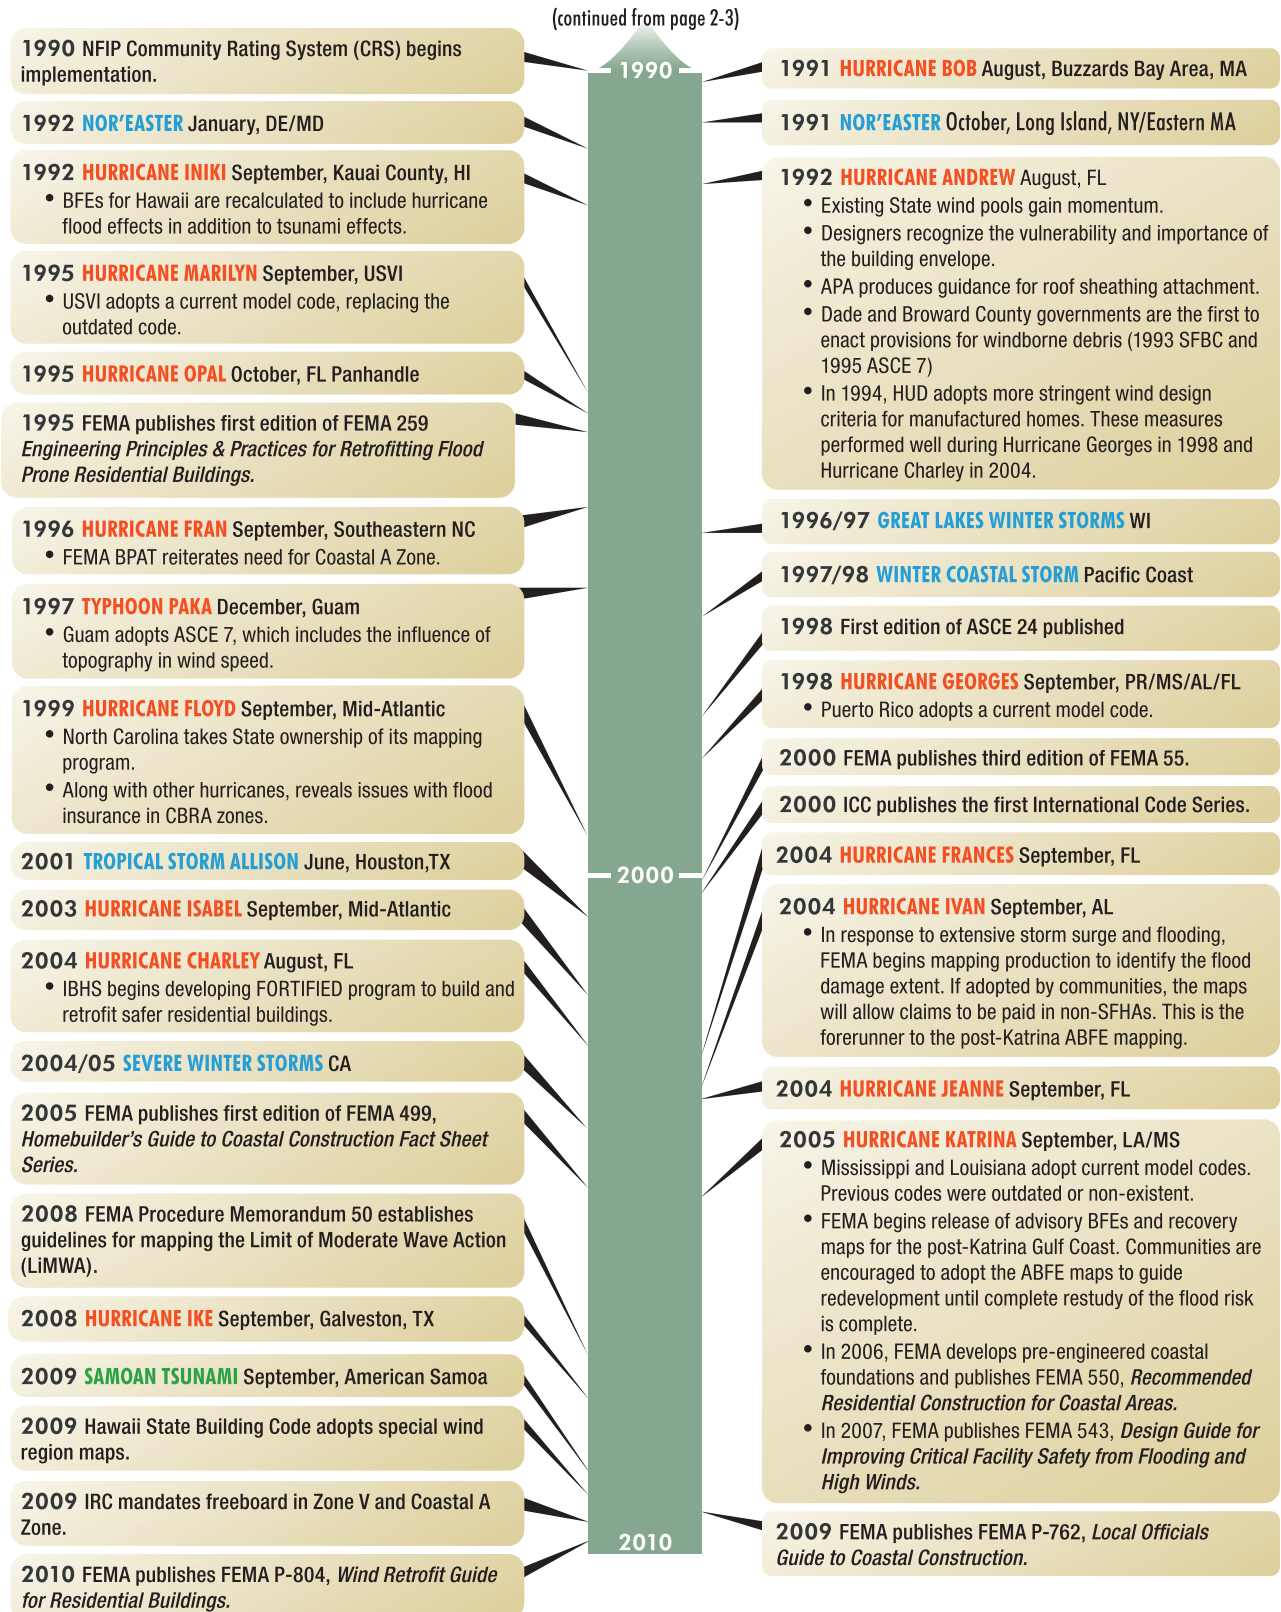 (continued from page 2-3)
1990 NFIP Community Rating System (CRS) begins
implementation.
1992 NOR’EASTER January, DE/MD
1992 HURRICANE INIKI September, Kauai County, HI
• BFEs for Hawaii are recalculated to include hurricane
flood effects in addition to tsunami effects.
1995 HURRICANE MARILYN September, USVI
• USVI adopts a current model code, replacing the
outdated code.
1995 HURRICANE OPAL October, FL Panhandle
1995 FEMA publishes first edition of FEMA 259
Engineering Principles & Practices for Retrofitting Flood
Prone Residential Buildings.
1996 HURRICANE FRAN September, Southeastern NC
• FEMA BPAT reiterates need for Coastal A Zone.
1997 TYPHOON PAKA December, Guam
• Guam adopts ASCE 7, which includes the influence of
topography in wind speed.
1999 HURRICANE FLOYD September, Mid-Atlantic
• North Carolina takes State ownership of its mapping
program.
• Along with other hurricanes, reveals issues with flood
insurance in CBRA zones.
2001 TROPICAL STORM ALLISON June, Houston,TX
2003 HURRICANE ISABEL September, Mid-Atlantic
2004 HURRICANE CHARLEY August, FL
• IBHS begins developing FORTIFIED program to build and
retrofit safer residential buildings.
2004/05 SEVERE WINTER STORMS CA
2005 FEMA publishes first edition of FEMA 499,
Homebuilder’s Guide to Coastal Construction Fact Sheet
Series.
2008 FEMA Procedure Memorandum 50 establishes
guidelines for mapping the Limit of Moderate Wave Action
(LiMWA).
2008 HURRICANE IKE September, Galveston, TX
2009 SAMOAN TSUNAMI September, American Samoa
2009 Hawaii State Building Code adopts special wind
region maps.
2009 IRC mandates freeboard in Zone V and Coastal A
Zone.
2010 FEMA publishes FEMA P-804, Wind Retrofit Guide
for Residential Buildings.
1990
2000
2010
1991 HURRICANE BOB August, Buzzards Bay Area, MA
1991 NOR’EASTER October, Long Island, NY/Eastern MA
1992 HURRICANE ANDREW August, FL
• Existing State wind pools gain momentum.
• Designers recognize the vulnerability and importance of
the building envelope.
• APA produces guidance for roof sheathing attachment.
• Dade and Broward County governments are the first to
enact provisions for windborne debris (1993 SFBC and
1995 ASCE 7)
• In 1994, HUD adopts more stringent wind design
criteria for manufactured homes. These measures
performed well during Hurricane Georges in 1998 and
Hurricane Charley in 2004.
1996/97 GREAT LAKES WINTER STORMS WI
1997/98 WINTER COASTAL STORM Pacific Coast
1998 First edition of ASCE 24 published
1998 HURRICANE GEORGES September, PR/MS/AL/FL
• Puerto Rico adopts a current model code.
2000 FEMA publishes third edition of FEMA 55.
2000 ICC publishes the first International Code Series.
2004 HURRICANE FRANCES September, FL
2004 HURRICANE IVAN September, AL
• In response to extensive storm surge and flooding,
FEMA begins mapping production to identify the flood
damage extent. If adopted by communities, the maps
will allow claims to be paid in non-SFHAs. This is the
forerunner to the post-Katrina ABFE mapping.
2004 HURRICANE JEANNE September, FL
2005 HURRICANE KATRINA September, LA/MS
• Mississippi and Louisiana adopt current model codes.
Previous codes were outdated or non-existent.
• FEMA begins release of advisory BFEs and recovery
maps for the post-Katrina Gulf Coast. Communities are
encouraged to adopt the ABFE maps to guide
redevelopment until complete restudy of the flood risk
is complete.
• In 2006, FEMA develops pre-engineered coastal
foundations and publishes FEMA 550, Recommended
Residential Construction for Coastal Areas.
• In 2007, FEMA publishes FEMA 543, Design Guide for
Improving Critical Facility Safety from Flooding and
High Winds.
2009 FEMA publishes FEMA P-762, Local Officials
Guide to Coastal Construction.